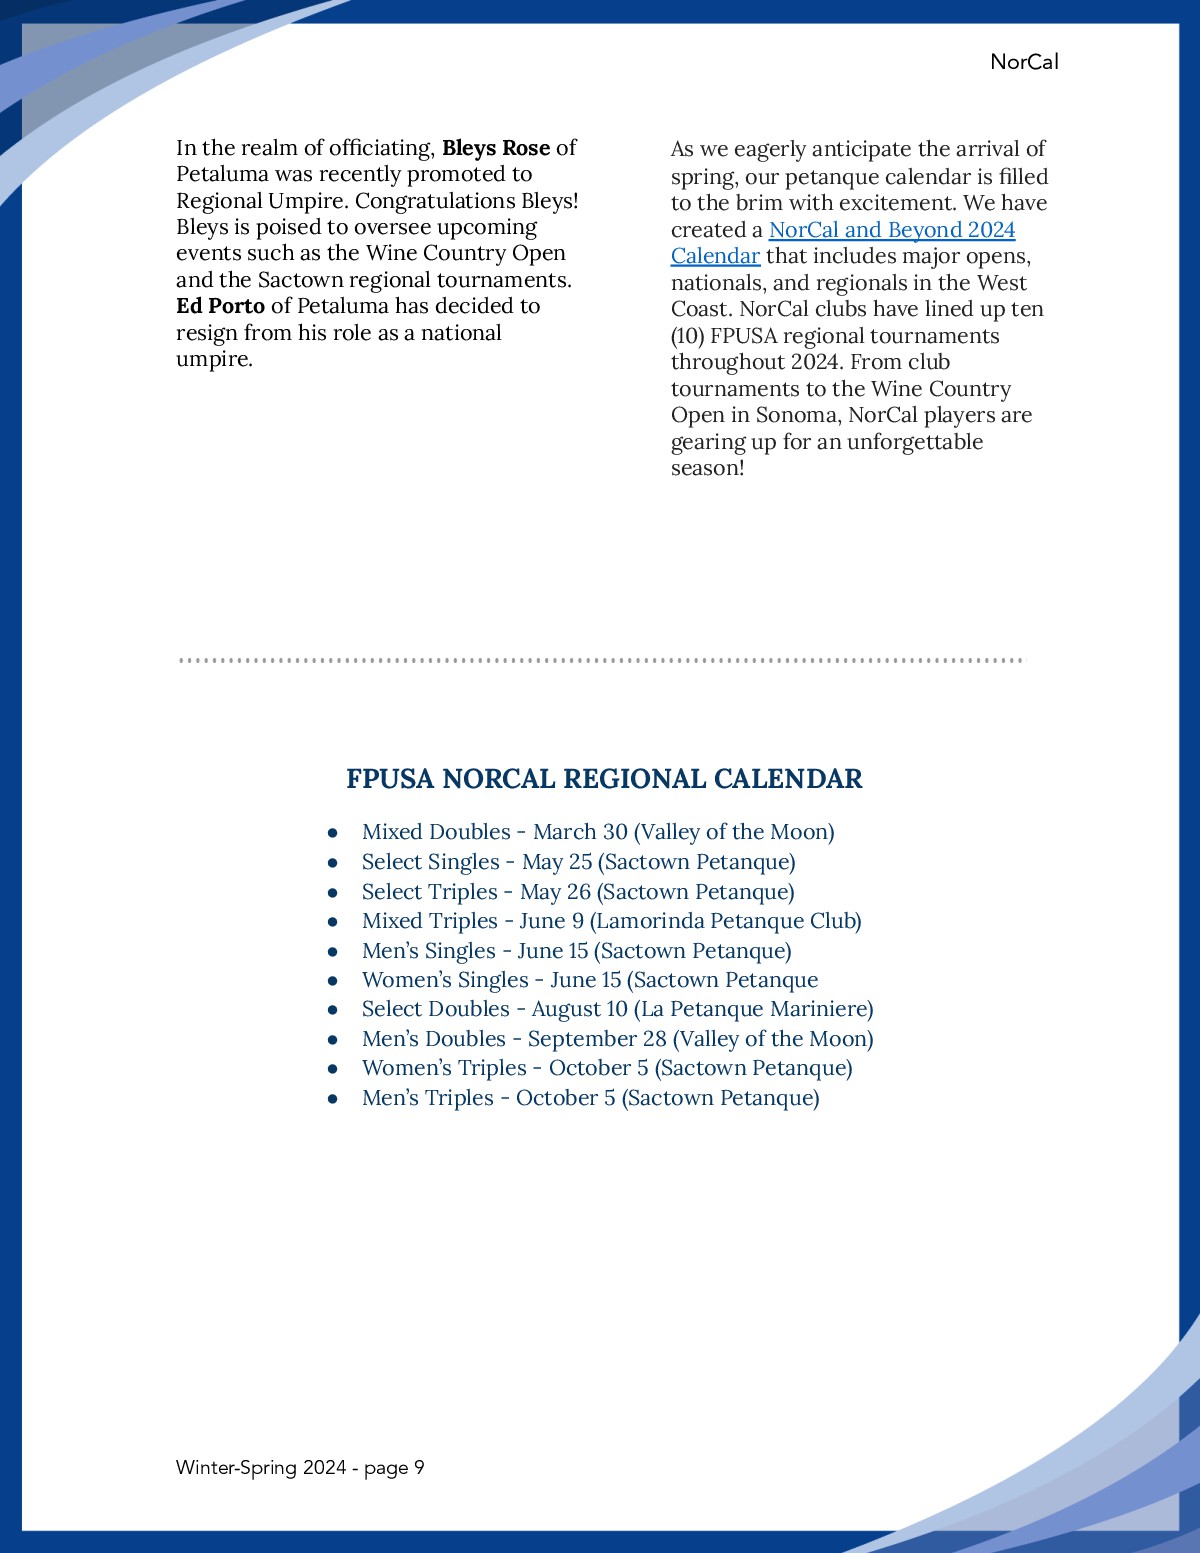 NorCal
In the realm of officiating, Bleys Rose of
Petaluma was recently promoted to
Regional Umpire. Congratulations Bleys!
Bleys is poised to oversee upcoming
events such as the Wine Country Open
and the Sactown regional tournaments.
Ed Porto of Petaluma has decided to
resign from his role as a national
umpire.
As we eagerly anticipate the arrival of
spring, our petanque calendar is filled
to the brim with excitement. We have
created a NorCal and Beyond 2024
Calendar that includes major opens,
nationals, and regionals in the West
Coast. NorCal clubs have lined up ten
(10) FPUSA regional tournaments
throughout 2024. From club
tournaments to the Wine Country
Open in Sonoma, NorCal players are
gearing up for an unforgettable
season!
FPUSA NORCAL REGIONAL CALENDAR
● Mixed Doubles - March 30 (Valley of the Moon)
● Select Singles - May 25 (Sactown Petanque)
● Select Triples - May 26 (Sactown Petanque)
● Mixed Triples - June 9 (Lamorinda Petanque Club)
● Men’s Singles - June 15 (Sactown Petanque)
● Women’s Singles - June 15 (Sactown Petanque
● Select Doubles - August 10 (La Petanque Mariniere)
● Men’s Doubles - September 28 (Valley of the Moon)
● Women’s Triples - October 5 (Sactown Petanque)
● Men’s Triples - October 5 (Sactown Petanque)
Winter-Spring 2024 - page 9